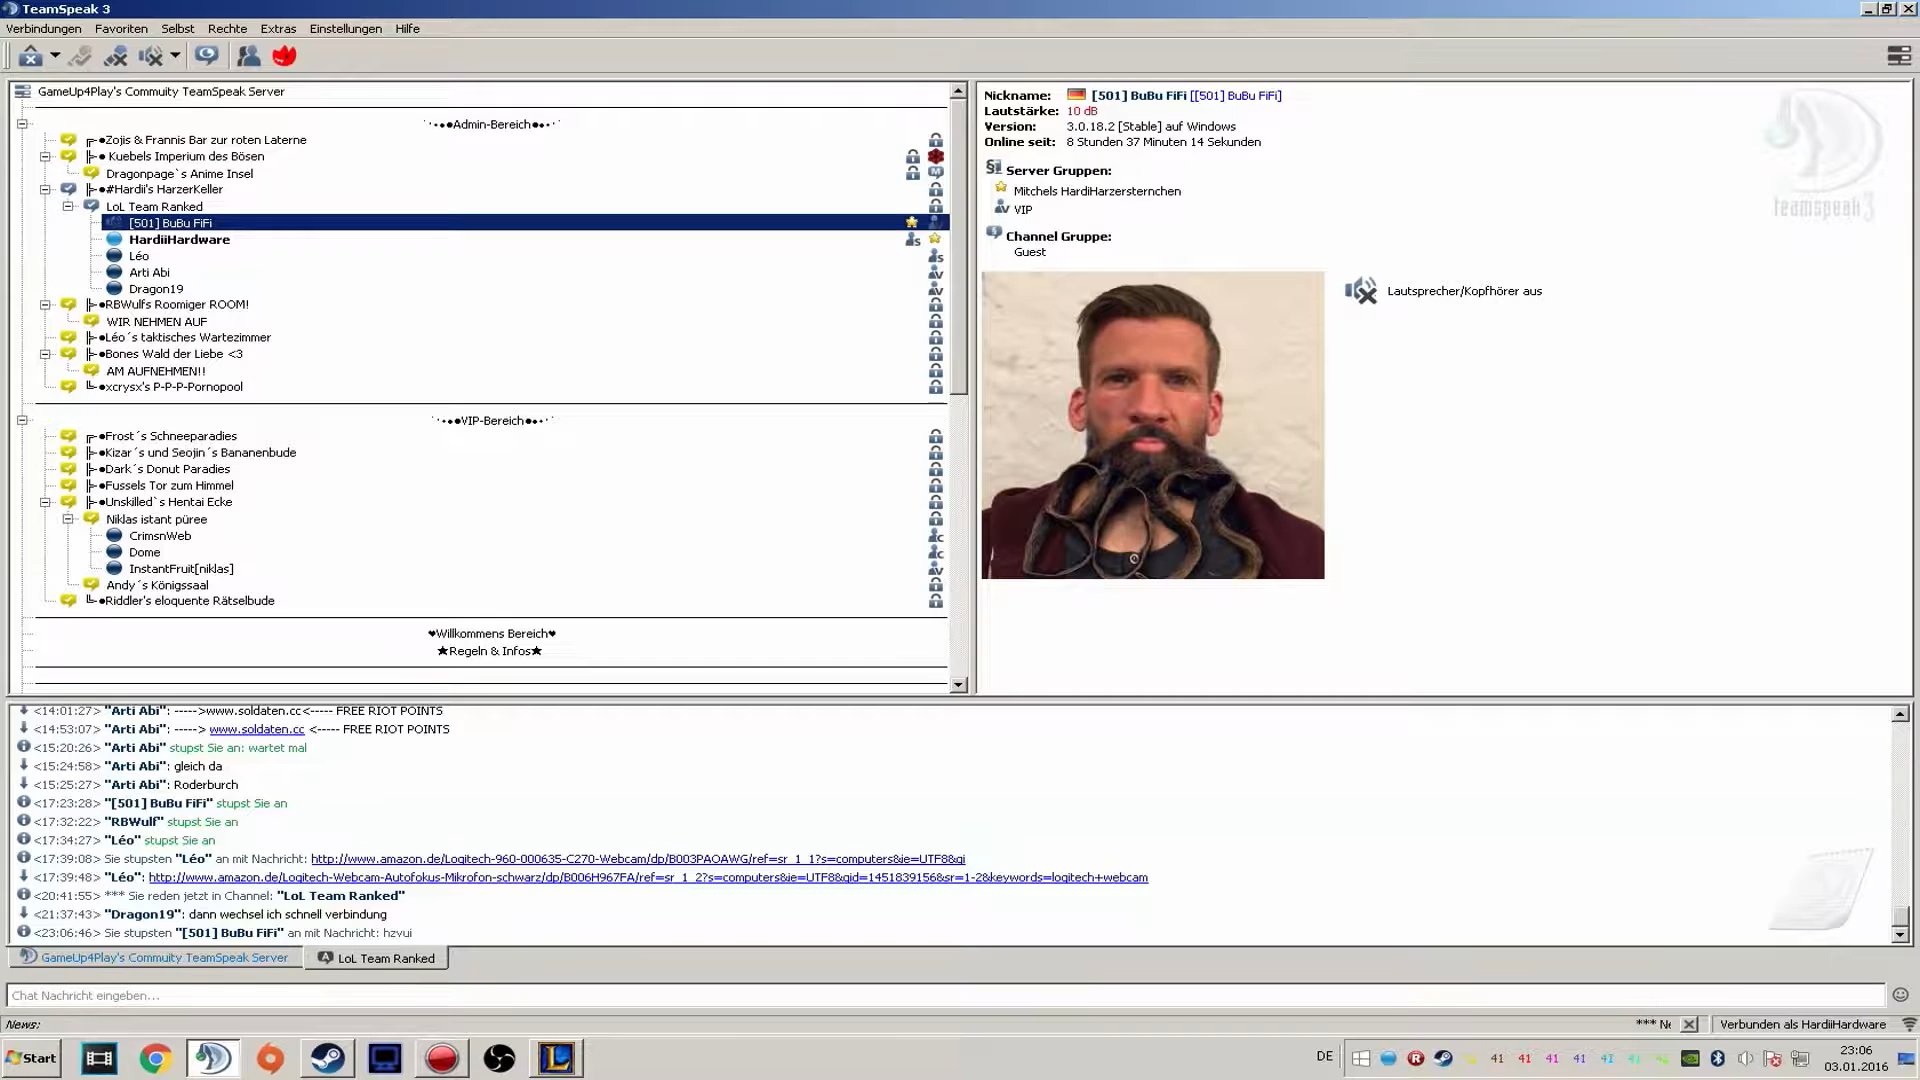 TeamSpeak 3
Verbindungen Favoriten Selbst Rechte Extras Einstellungen Hilfe
GameUp4Play's Commuity TeamSpeak Server
Admin-Bereich
Zojis & Frannis Bar zur roten Laterne
Kuebels Imperium des Bösen
Dragonpage`s Anime Insel
#Hardii's HarzerKeller
LoL Team Ranked
[501] BuBu FiFi
HardiiHardware
Léo
Arti Abi
Dragon19
RBWulfs Roomiger ROOM!
WIR NEHMEN AUF
Léo´s taktisches Wartezimmer
Bones Wald der Liebe <3
AM AUFNEHMEN!!
xcrysx's P-P-P-Pornopool
VIP-Bereich
Frost´s Schneeparadies
Kizar´s und Seojin´s Bananenbude
Dark´s Donut Paradies
Fussels Tor zum Himmel
Unskilled`s Hentai Ecke
Niklas istant püree
CrimsnWeb
Dome
InstantFruit[niklas]
Andy´s Königssaal
Riddler's eloquente Rätselbude
♥Willkommens Bereich♥
★Regeln & Infos★
Nickname: [501] BuBu FiFi [[501] BuBu FiFi]
Lautstärke: 10 dB
Version: 3.0.18.2 [Stable] auf Windows
Online seit: 8 Stunden 37 Minuten 14 Sekunden
Server Gruppen:
Mitchels HardiHarzersternchen
VIP
Channel Gruppe:
Guest
Lautsprecher/Kopfhörer aus
teamspeak3
<14:01:27> "Arti Abi": ----->www.soldaten.cc<----- FREE RIOT POINTS
<14:53:07> "Arti Abi": -----> www.soldaten.cc <----- FREE RIOT POINTS
<15:20:26> "Arti Abi" stupst Sie an: wartet mal
<15:24:58> "Arti Abi": gleich da
<15:25:27> "Arti Abi": Roderburch
<17:23:28> "[501] BuBu FiFi" stupst Sie an
<17:32:22> "RBWulf" stupst Sie an
<17:34:27> "Léo" stupst Sie an
<17:39:08> Sie stupsten "Léo" an mit Nachricht: http://www.amazon.de/Logitech-960-000635-C270-Webcam/dp/B003PAOAWG/ref=sr_1_1?s=computers&ie=UTF8&qi
<17:39:48> "Léo": http://www.amazon.de/Logitech-Webcam-Autofokus-Mikrofon-schwarz/dp/B006H967FA/ref=sr_1_2?s=computers&ie=UTF8&qid=1451839156&sr=1-2&keywords=logitech+webcam
<20:41:55> *** Sie reden jetzt in Channel: "LoL Team Ranked"
<21:37:43> "Dragon19": dann wechsel ich schnell verbindung
<23:06:46> Sie stupsten "[501] BuBu FiFi" an mit Nachricht: hzvui
GameUp4Play's Commuity TeamSpeak Server LoL Team Ranked
Chat Nachricht eingeben...
News: *** Ne Verbunden als HardiiHardware
Start DE 41 41 41 41 41 23:06
03.01.2016